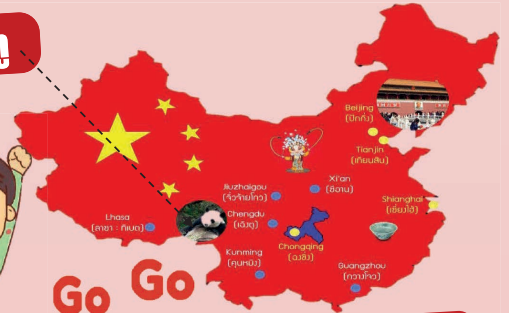 Beijing
(ปักกิ่ง)
Tianjin
(เทียนสิน)
Xi'an
(ซีอาน)
Jiuzhaigou
(จิ่วจ้ายโกว)
Shianghai
(เซี่ยงไฮ้)
Chengdu
(เฉิงตู)
Lhasa
(ลาซา : ทิเบต)
Chongqing
(ฉงชิ่ง)
Kunming
(คุนหมิง)
Guangzhou
(กวางโจว)
Go Go